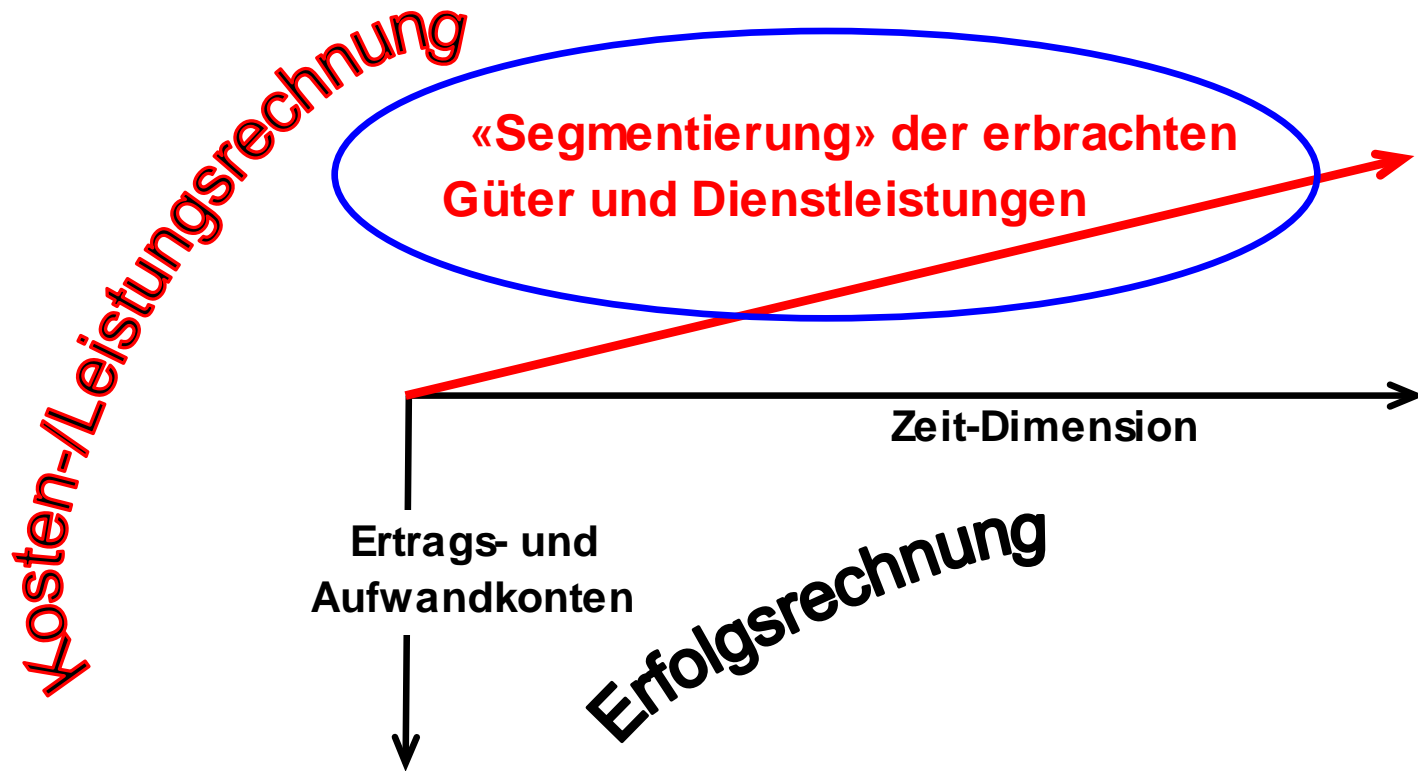 Kosten-/Leistungsrechnung
«Segmentierung» der erbrachten
Güter und Dienstleistungen
Zeit-Dimension
Ertrags- und
Aufwandkonten
Erfolgsrechnung